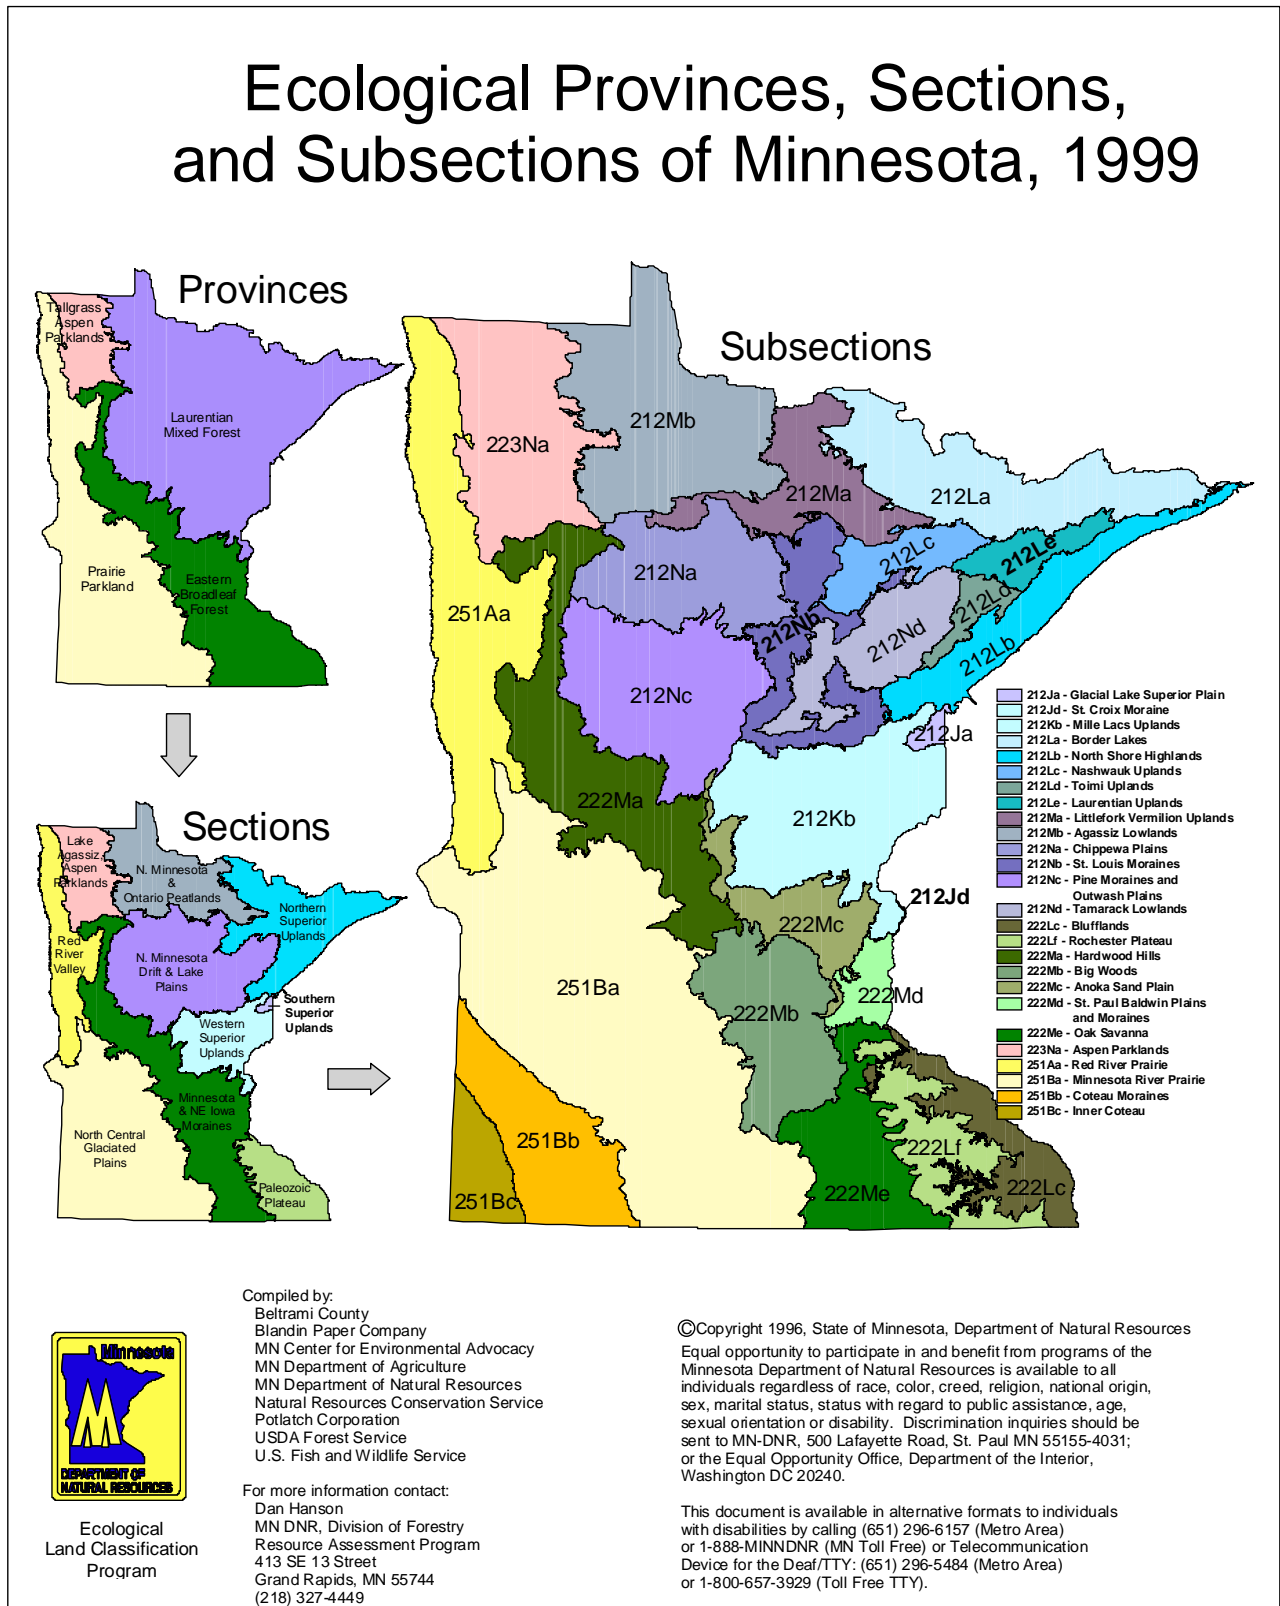 Ecological Provinces, Sections,
and Subsections of Minnesota, 1999
Provinces
Tallgrass
Aspen
Parklands
Laurentian
Mixed Forest
Prairie
Parkland
Eastern
Broadleaf
Forest
Sections
Lake
Agassiz,
Aspen
Parklands
N. Minnesota
&
Ontario Peatlands
Northern
Superior
Uplands
Red
River
Valley
N. Minnesota
Drift & Lake
Plains
Southern
Superior
Uplands
Western
Superior
Uplands
Minnesota
& NE Iowa
Moraines
North Central
Glaciated
Plains
Paleozoic
Plateau
Subsections
212Mb
223Na
212Ma
212La
212Lc
212Le
212Na
212Ld
251Aa
212Nb
212Nd
212Lb
212Nc
212Ja
222Ma
212Kb
212Jd
222Mc
251Ba
222Md
222Mb
251Bb
222Lf
251Bc
222Me
222Lc
212Ja - Glacial Lake Superior Plain
212Jd - St. Croix Moraine
212Kb - Mille Lacs Uplands
212La - Border Lakes
212Lb - North Shore Highlands
212Lc - Nashwauk Uplands
212Ld - Toimi Uplands
212Le - Laurentian Uplands
212Ma - Littlefork Vermilion Uplands
212Mb - Agassiz Lowlands
212Na - Chippewa Plains
212Nb - St. Louis Moraines
212Nc - Pine Moraines and
Outwash Plains
212Nd - Tamarack Lowlands
222Lc - Blufflands
222Lf - Rochester Plateau
222Ma - Hardwood Hills
222Mb - Big Woods
222Mc - Anoka Sand Plain
222Md - St. Paul Baldwin Plains
and Moraines
222Me - Oak Savanna
223Na - Aspen Parklands
251Aa - Red River Prairie
251Ba - Minnesota River Prairie
251Bb - Coteau Moraines
251Bc - Inner Coteau
Minnesota
DEPARTMENT OF
NATURAL RESOURCES
Ecological
Land Classification
Program
Compiled by:
Beltrami County
Blandin Paper Company
MN Center for Environmental Advocacy
MN Department of Agriculture
MN Department of Natural Resources
Natural Resources Conservation Service
Potlatch Corporation
USDA Forest Service
U.S. Fish and Wildlife Service
For more information contact:
Dan Hanson
MN DNR, Division of Forestry
Resource Assessment Program
413 SE 13 Street
Grand Rapids, MN 55744
(218) 327-4449
©Copyright 1996, State of Minnesota, Department of Natural Resources
Equal opportunity to participate in and benefit from programs of the
Minnesota Department of Natural Resources is available to all
individuals regardless of race, color, creed, religion, national origin,
sex, marital status, status with regard to public assistance, age,
sexual orientation or disability. Discrimination inquiries should be
sent to MN-DNR, 500 Lafayette Road, St. Paul MN 55155-4031;
or the Equal Opportunity Office, Department of the Interior,
Washington DC 20240.
This document is available in alternative formats to individuals
with disabilities by calling (651) 296-6157 (Metro Area)
or 1-888-MINNDNR (MN Toll Free) or Telecommunication
Device for the Deaf/TTY: (651) 296-5484 (Metro Area)
or 1-800-657-3929 (Toll Free TTY).